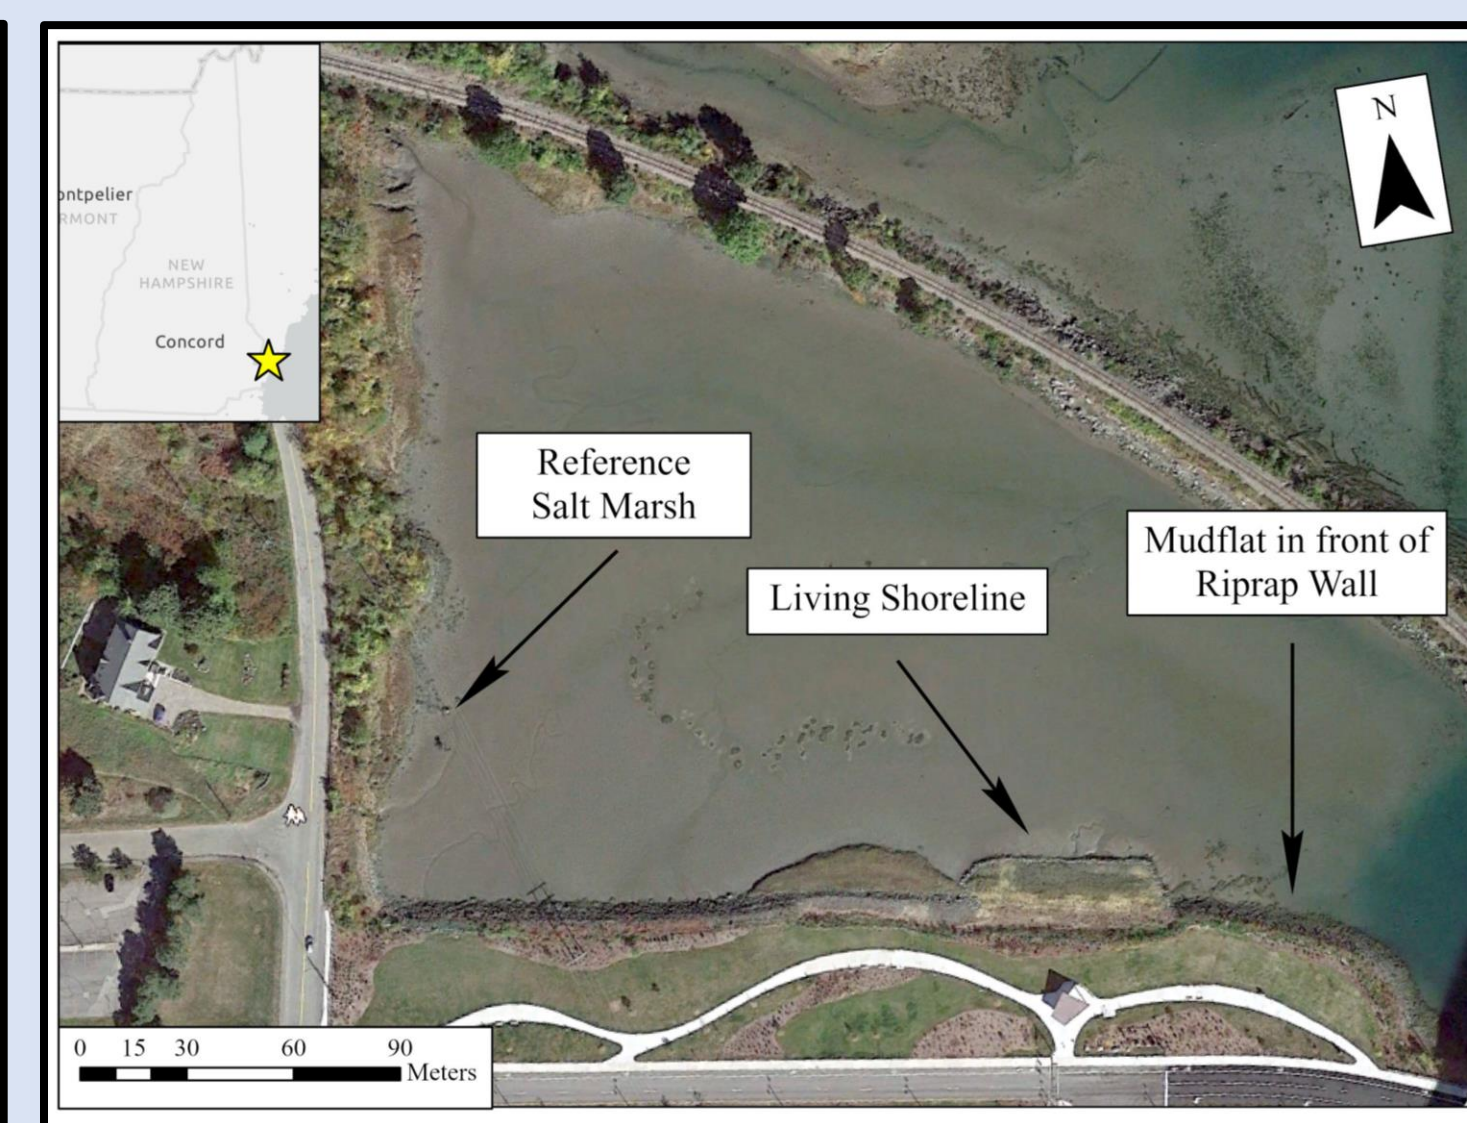 ontpelier
RMONT
NEW
HAMPSHIRE
Concord
N
Reference
Salt Marsh
Living Shoreline
Mudflat in front of
Riprap Wall
0 15 30 60 90
Meters